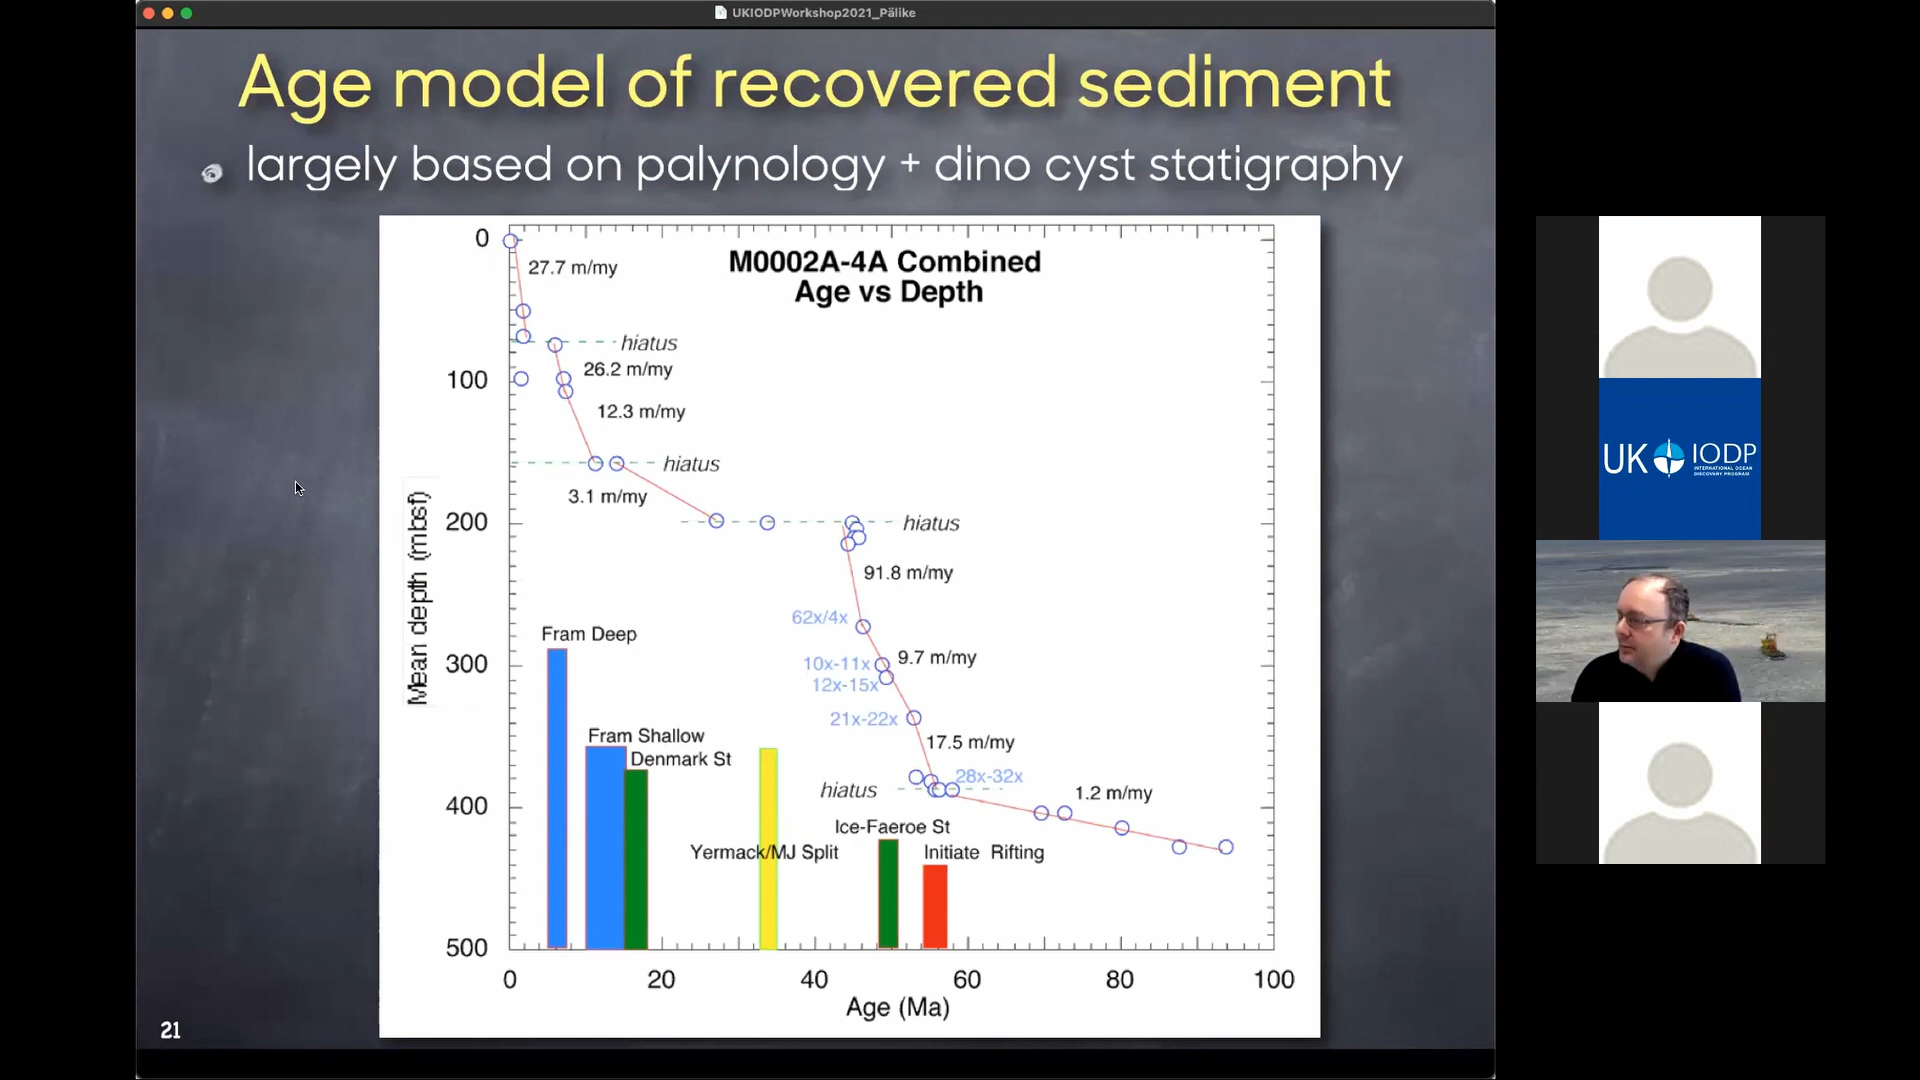 UKIODPWorkshop2021_Pälike
Age model of recovered sediment
largely based on palynology + dino cyst statigraphy
M0002A-4A Combined
Age vs Depth
27.7 m/my
hiatus
26.2 m/my
12.3 m/my
hiatus
3.1 m/my
hiatus
91.8 m/my
62x/4x
10x-11x
9.7 m/my
12x-15x
21x-22x
17.5 m/my
28x-32x
hiatus
1.2 m/my
Fram Deep
Fram Shallow
Denmark St
Ice-Faeroe St
Yermack/MJ Split
Initiate Rifting
0
100
200
300
400
500
Mean depth (mbsf)
0 20 40 60 80 100
Age (Ma)
21
UK IODP
INTERNATIONAL OCEAN
DISCOVERY PROGRAM